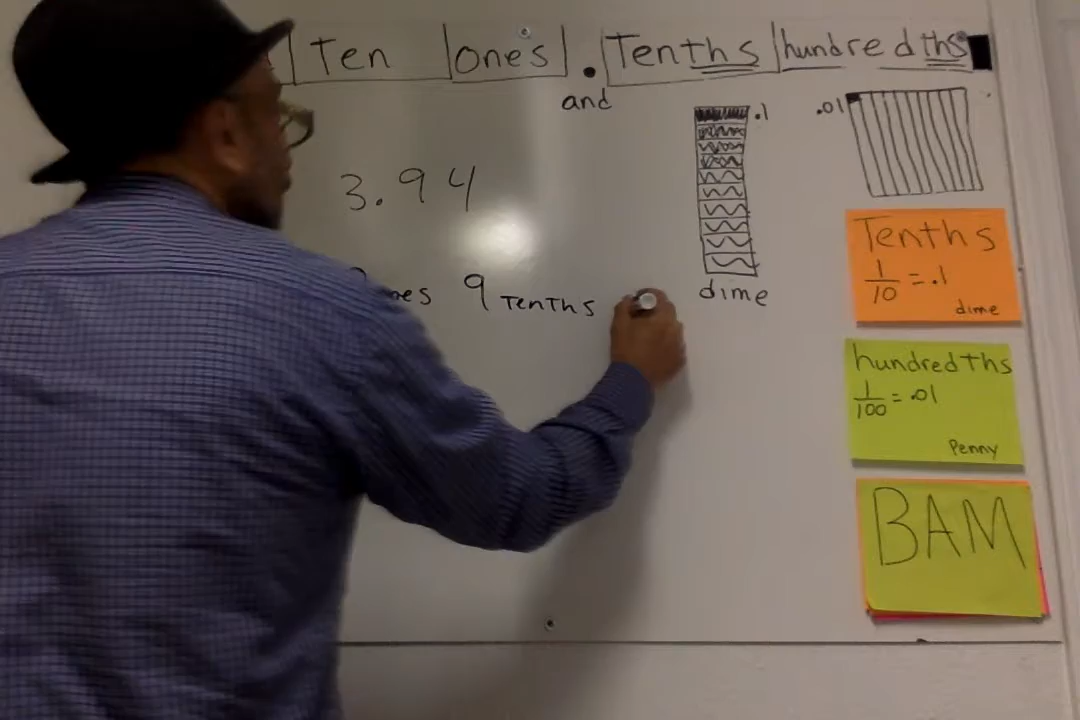 Ten ones . Tenths hundredths
and
.1
.01
3.94
9 TENTHS
dime
Tenths
1/10 = .1
dime
hundredths
1/100 = .01
Penny
BAM